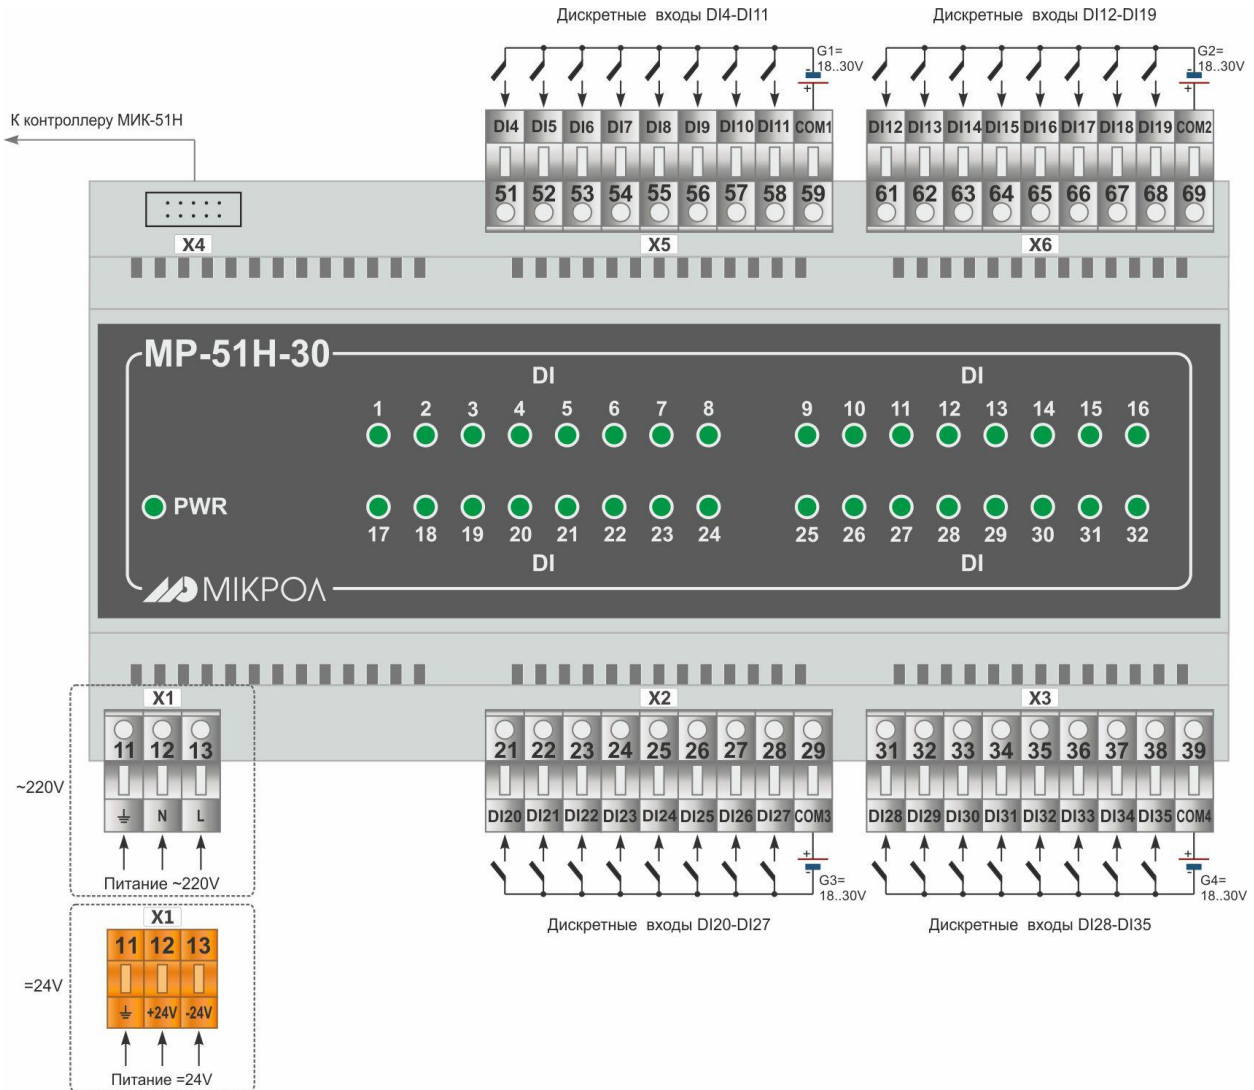 Дискретные входы DI4-DI11
Дискретные входы DI12-DI19
G1=
18..30V
G2=
18..30V
- +
- +
К контроллеру МИК-51Н
DI4 DI5 DI6 DI7 DI8 DI9 DI10 DI11 COM1
DI12 DI13 DI14 DI15 DI16 DI17 DI18 DI19 COM2
51 52 53 54 55 56 57 58 59
61 62 63 64 65 66 67 68 69
X4
X5
X6
MP-51H-30
DI
DI
1 2 3 4 5 6 7 8
9 10 11 12 13 14 15 16
PWR
17 18 19 20 21 22 23 24
25 26 27 28 29 30 31 32
DI
DI
МІКРОЛ
X1
X2
X3
11 12 13
21 22 23 24 25 26 27 28 29
31 32 33 34 35 36 37 38 39
~220V
N L
DI20 DI21 DI22 DI23 DI24 DI25 DI26 DI27 COM3
DI28 DI29 DI30 DI31 DI32 DI33 DI34 DI35 COM4
+ -
+ -
G3=
18..30V
G4=
18..30V
Питание ~220V
Дискретные входы DI20-DI27
Дискретные входы DI28-DI35
X1
11 12 13
=24V
+24V -24V
Питание =24V